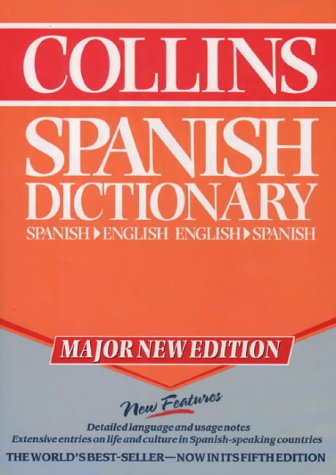 COLLINS
SPANISH
DICTIONARY
SPANISH▶ENGLISH ENGLISH▶SPANISH
MAJOR NEW EDITION
New Features
Detailed language and usage notes
Extensive entries on life and culture in Spanish-speaking countries
THE WORLD'S BEST-SELLER—NOW IN ITS FIFTH EDITION